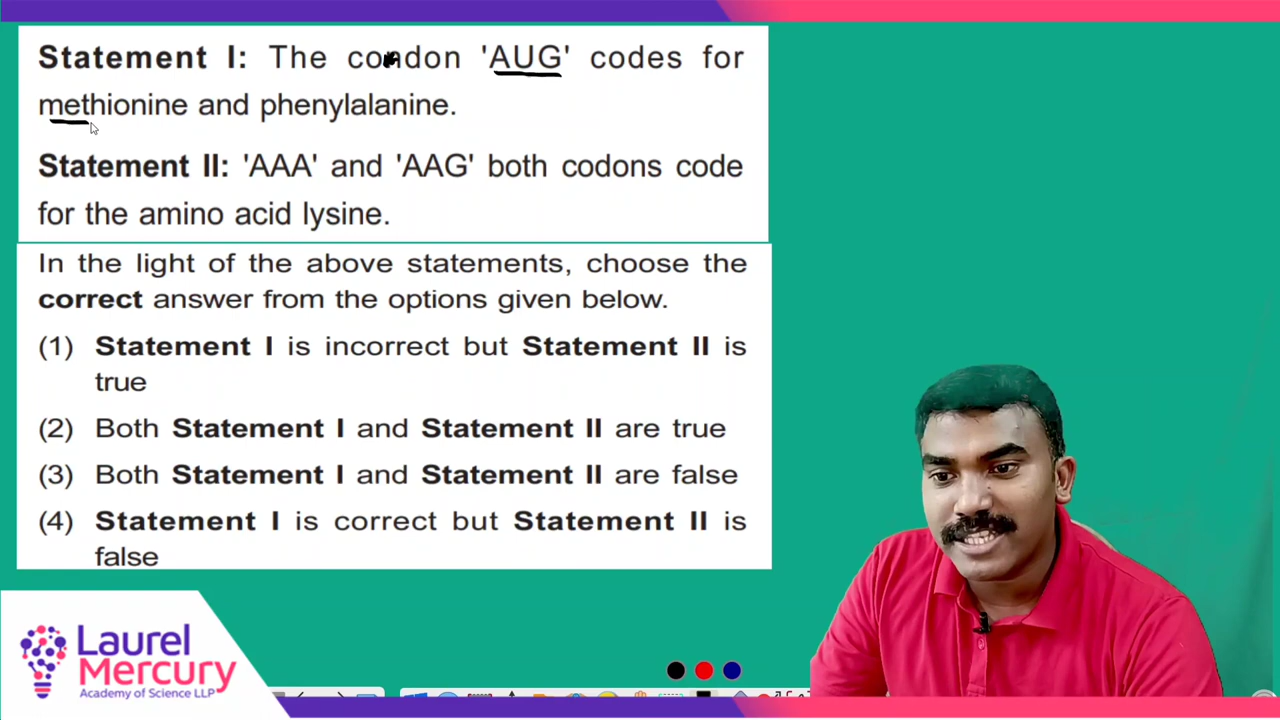 Statement I: The condon 'AUG' codes for
methionine and phenylalanine.
Statement II: 'AAA' and 'AAG' both codons code
for the amino acid lysine.
In the light of the above statements, choose the
correct answer from the options given below.
(1) Statement I is incorrect but Statement II is
true
(2) Both Statement I and Statement II are true
(3) Both Statement I and Statement II are false
(4) Statement I is correct but Statement II is
false
Laurel
Mercury
Academy of Science LLP